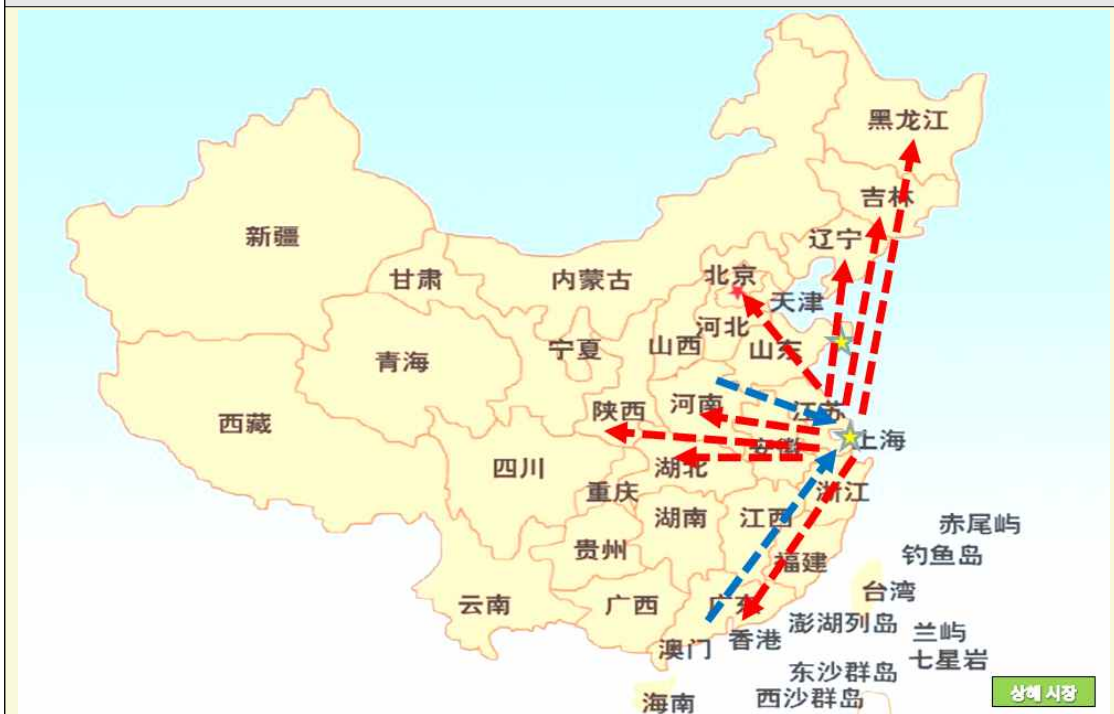 黑龙江
吉林
辽宁
新疆
甘肃
内蒙古
北京
天津
河北
山西
山东
宁夏
青海
西藏
陕西
河南
江苏
安徽
上海
四川
湖北
重庆
浙江
湖南
江西
贵州
福建
云南
广西
广东
赤尾屿
钓鱼岛
台湾
澎湖列岛
兰屿
七星岩
澳门
香港
东沙群岛
西沙群岛
海南
상해 시장